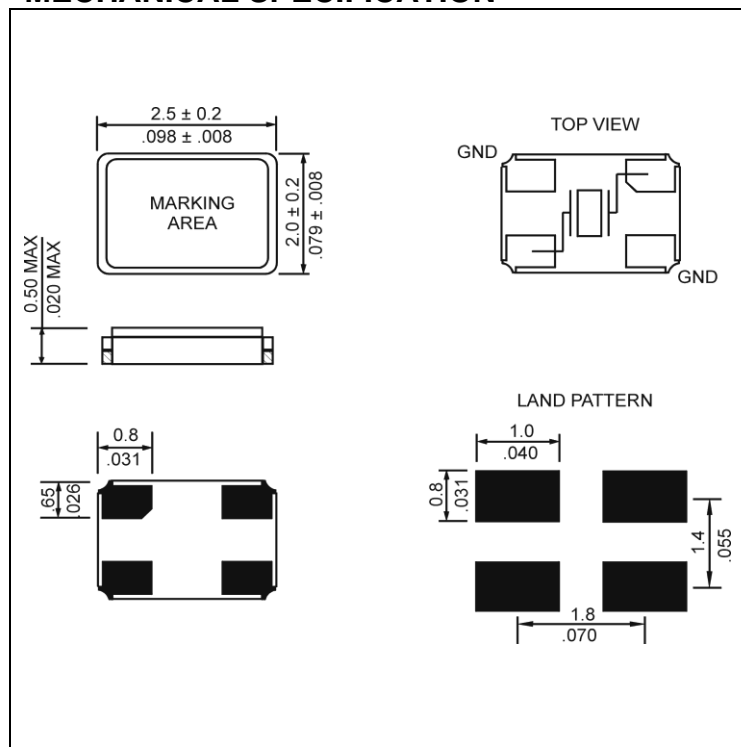 MECHANICAL SPECIFICATION
2.5 ± 0.2
.098 ± .008
MARKING
AREA
2.0 ± 0.2
.079 ± .008
0.50 MAX
.020 MAX
TOP VIEW
GND
GND
0.8
.031
.65
.026
LAND PATTERN
1.0
.040
0.8
.031
1.4
.055
1.8
.070